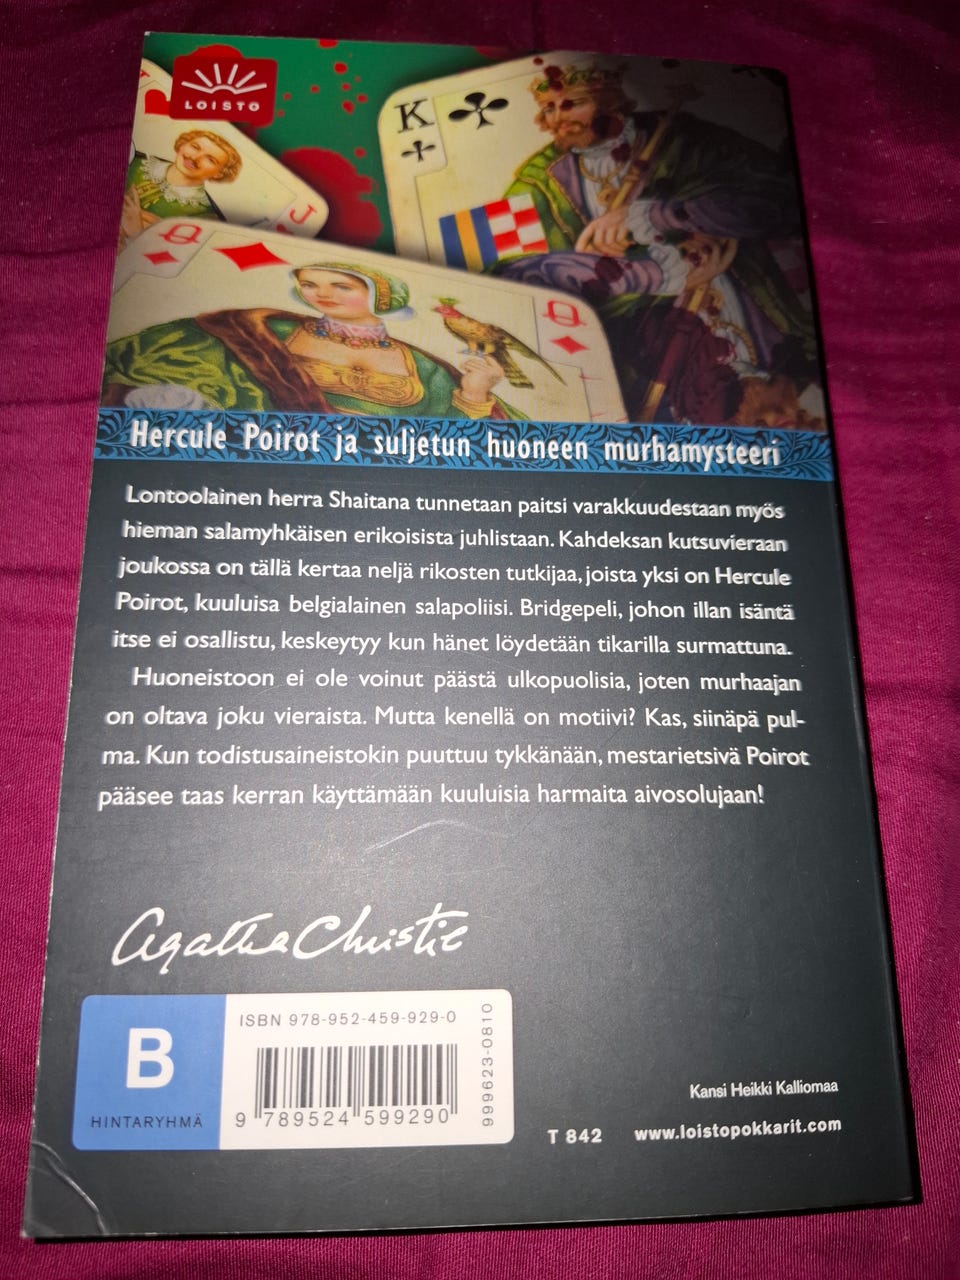 LOISTO
J
K
Q
Q
Hercule Poirot ja suljetun huoneen murhamysteeri
Lontoolainen herra Shaitana tunnetaan paitsi varakkuudestaan myös
hieman salamyhkäisen erikoisista juhlistaan. Kahdeksan kutsuvieraan
joukossa on tällä kertaa neljä rikosten tutkijaa, joista yksi on Hercule
Poirot, kuuluisa belgialainen salapoliisi. Bridgepeli, johon illan isäntä
itse ei osallistu, keskeytyy kun hänet löydetään tikarilla surmattuna.
Huoneistoon ei ole voinut päästä ulkopuolisia, joten murhaajan
on oltava joku vieraista. Mutta kenellä on motiivi? Kas, siinäpä pul-
ma. Kun todistusaineistokin puuttuu tykkänään, mestarietsivä Poirot
pääsee taas kerran käyttämään kuuluisia harmaita aivosolujaan!
Agatha Christie
B
HINTARYHMÄ
ISBN 978-952-459-929-0
9 789524 599290
999623-0810
Kansi Heikki Kalliomaa
T 842 www.loistopokkarit.com